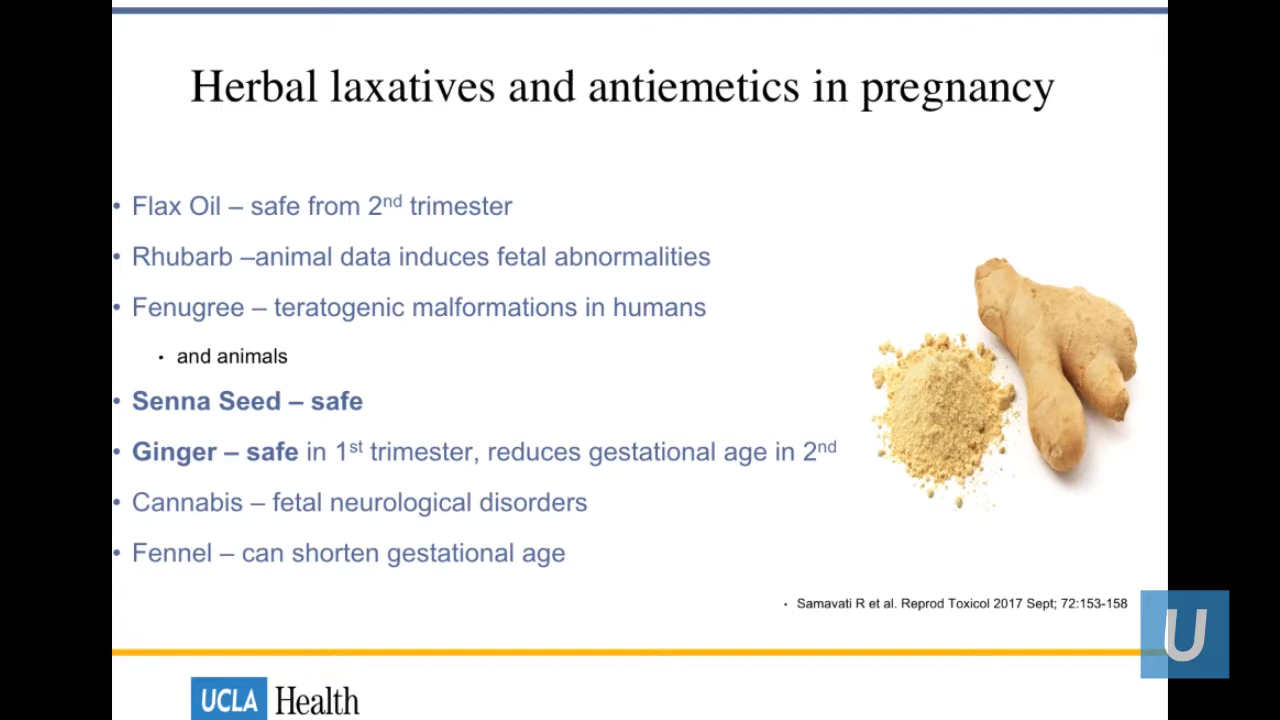 Herbal laxatives and antiemetics in pregnancy
• Flax Oil – safe from 2nd trimester
• Rhubarb –animal data induces fetal abnormalities
• Fenugree – teratogenic malformations in humans
• and animals
• Senna Seed – safe
• Ginger – safe in 1st trimester, reduces gestational age in 2nd
• Cannabis – fetal neurological disorders
• Fennel – can shorten gestational age
• Samavati R et al. Reprod Toxicol 2017 Sept; 72:153-158
U
UCLA Health